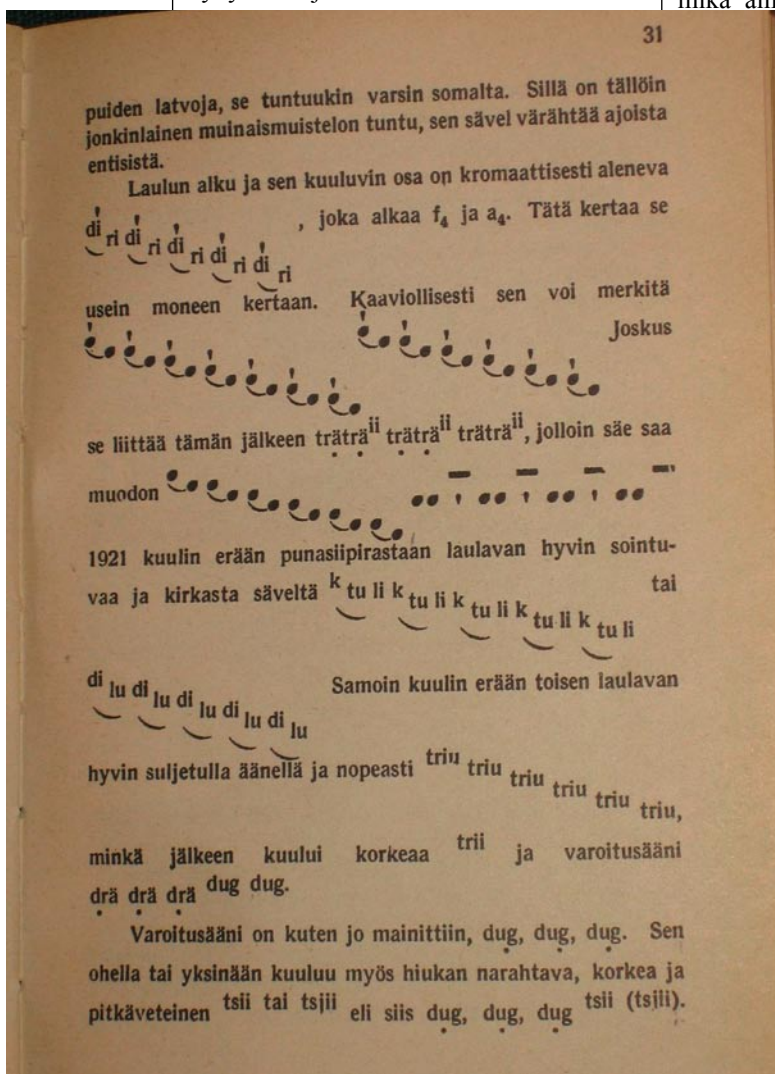 31
puiden latvoja, se tuntuukin varsin somalta. Sillä on tällöin
jonkinlainen muinaismuistelon tuntu, sen sävel värähtää ajoista
entisistä.
Laulun alku ja sen kuuluvin osa on kromaattisesti aleneva
di ri di ri di ri di ri di ri , joka alkaa f4 ja a4. Tätä kertaa se
usein moneen kertaan. Kaaviollisesti sen voi merkitä
Joskus
se liittää tämän jälkeen träträii träträii träträii, jolloin säe saa
muodon
1921 kuulin erään punasiipirastaan laulavan hyvin sointu-
vaa ja kirkasta säveltä k tu li k tu li k tu li k tu li k tu li tai
di lu di lu di lu di lu di lu Samoin kuulin erään toisen laulavan
hyvin suljetulla äänellä ja nopeasti triu triu triu triu triu triu,
minkä jälkeen kuului korkeaa trii ja varoitusääni
drä drä drä dug dug.
Varoitusääni on kuten jo mainittiin, dug, dug, dug. Sen
ohella tai yksinään kuuluu myös hiukan narahtava, korkea ja
pitkäveteinen tsii tai tsjii eli siis dug, dug, dug tsii (tsjii).